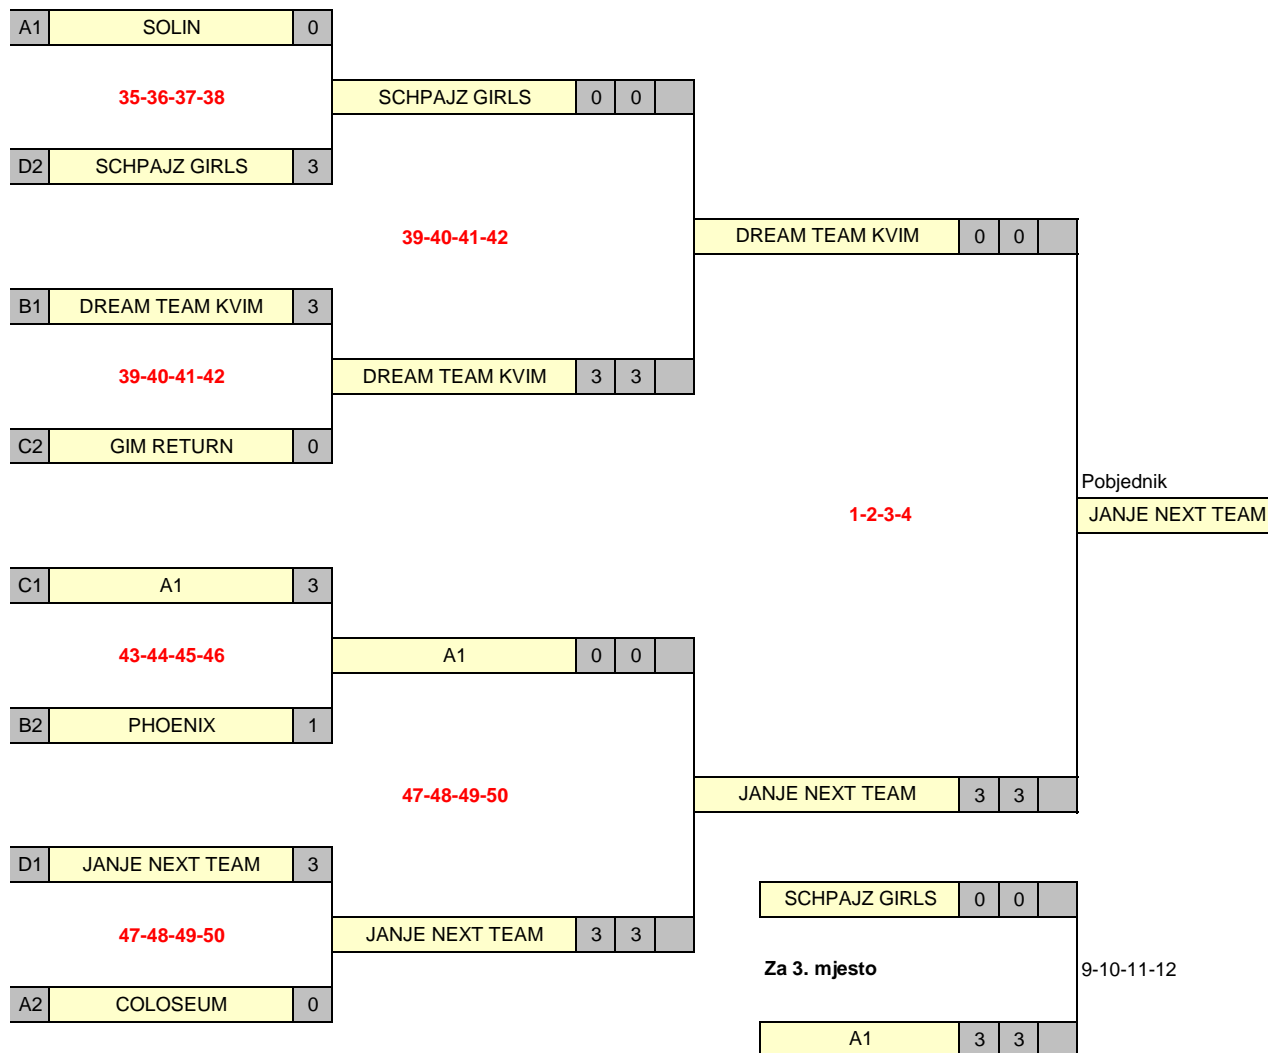 A1 SOLIN 0
35-36-37-38
SCHPAJZ GIRLS 0 0
D2 SCHPAJZ GIRLS 3
39-40-41-42
DREAM TEAM KVIM 0 0
B1 DREAM TEAM KVIM 3
39-40-41-42
DREAM TEAM KVIM 3 3
C2 GIM RETURN 0
Pobjednik
1-2-3-4
JANJE NEXT TEAM
C1 A1 3
43-44-45-46
A1 0 0
B2 PHOENIX 1
47-48-49-50
JANJE NEXT TEAM 3 3
D1 JANJE NEXT TEAM 3
SCHPAJZ GIRLS 0 0
47-48-49-50
JANJE NEXT TEAM 3 3
Za 3. mjesto
9-10-11-12
A2 COLOSEUM 0
A1 3 3